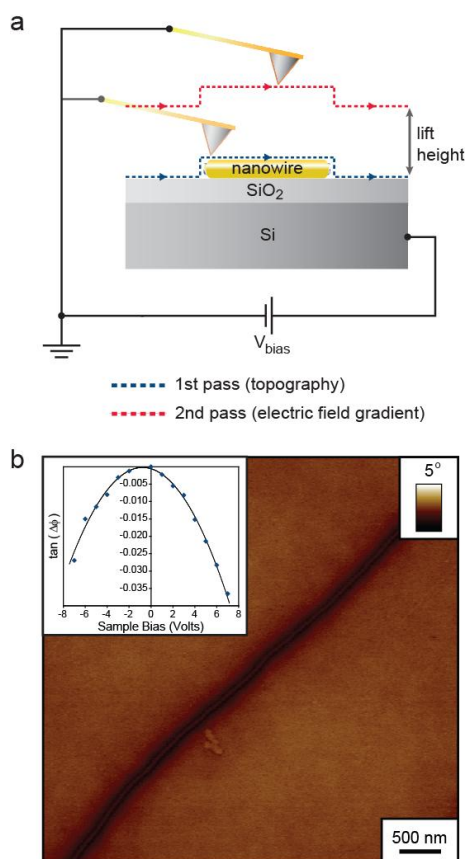 a
lift
height
nanowire
SiO₂
Si
V_bias
1st pass (topography)
2nd pass (electric field gradient)
b
5°
-0.005
-0.010
-0.015
-0.020
-0.025
-0.030
-0.035
tan (Δϕ)
-8 -6 -4 -2 0 2 4 6 8
Sample Bias (Volts)
500 nm